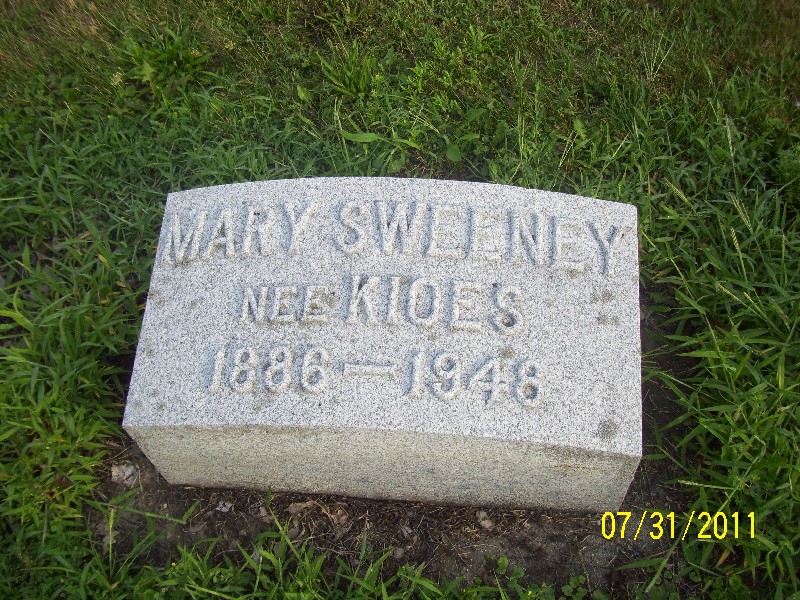 MARY SWEENEY
NEE KIOES
1886—1948
07/31/2011